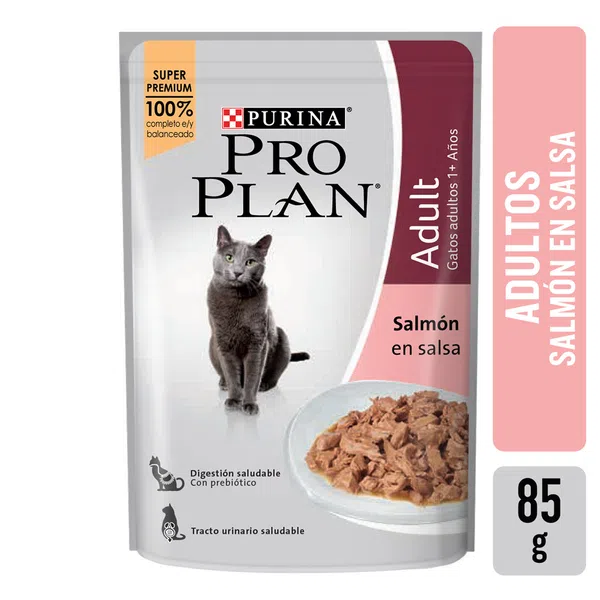 SUPER
PREMIUM
100%
completo e/y
balanceado
PURINA®
PRO
PLAN®
Adult
Gatos adultos 1+ Años
Salmón
en salsa
Digestión saludable
Con prebiótico
Tracto urinario saludable
ADULTOS
SALMÓN EN SALSA
85
g